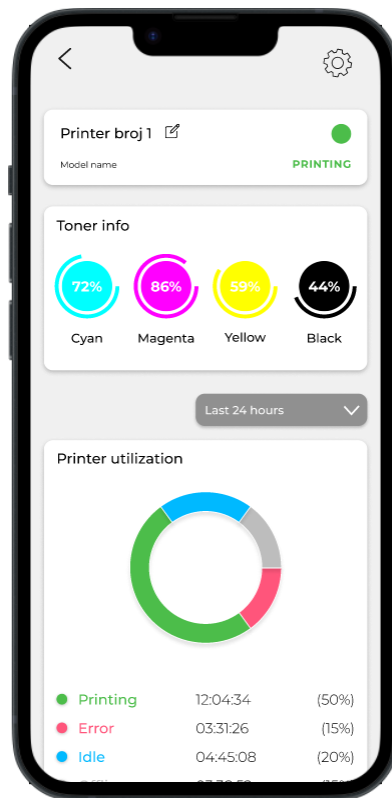 Printer broj 1
Model name PRINTING
Toner info
72% 86% 59% 44%
Cyan Magenta Yellow Black
Last 24 hours
Printer utilization
Printing 12:04:34 (50%)
Error 03:31:26 (15%)
Idle 04:45:08 (20%)